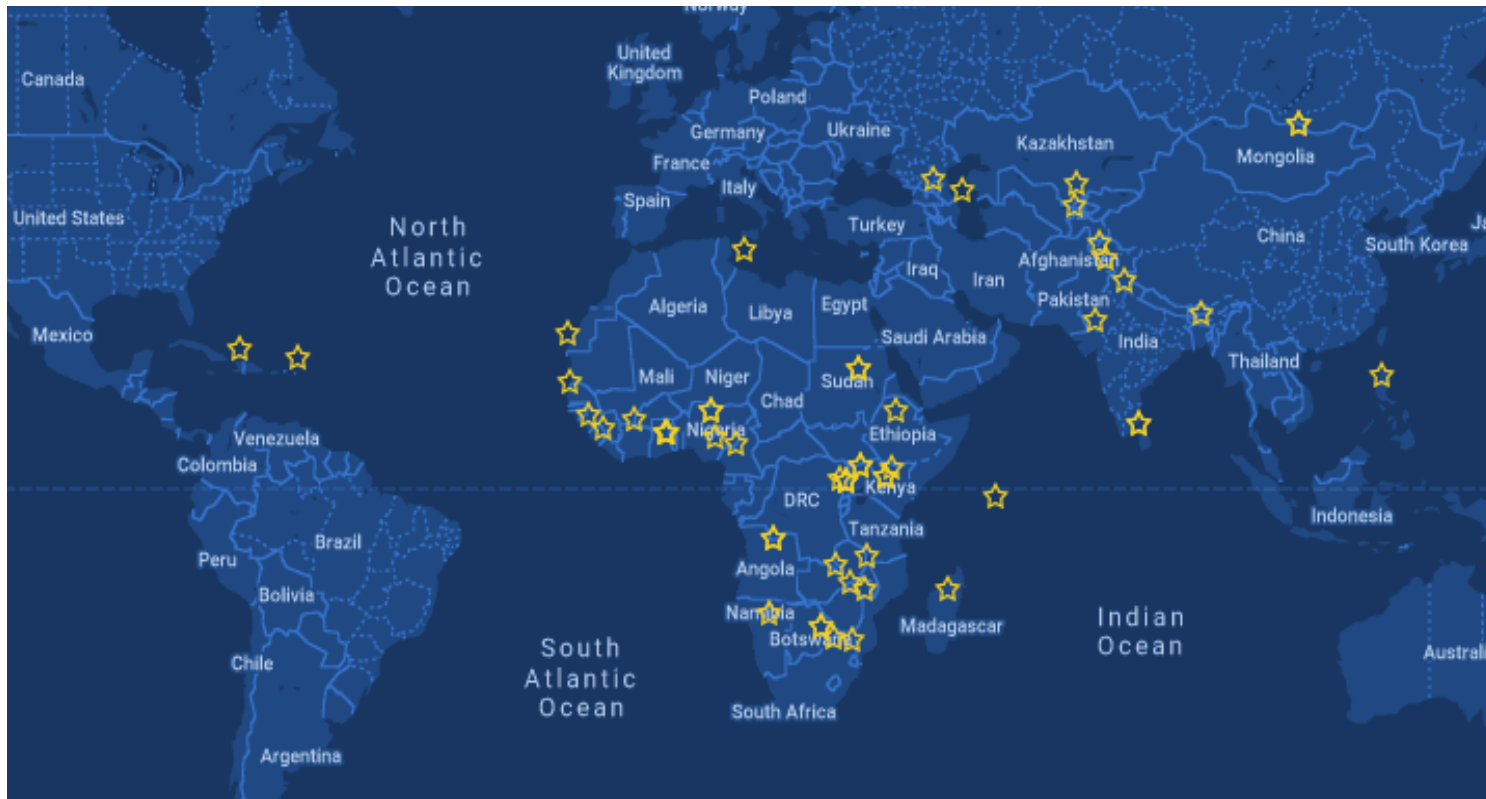 Norway
Canada
United
Kingdom
Poland
Germany
Ukraine
Kazakhstan
Mongolia
France
Italy
Spain
United States
Turkey
China
South Korea
Ja
North
Atlantic
Ocean
Iraq
Iran
Afghanistan
Pakistan
Algeria
Libya
Egypt
Saudi Arabia
India
Mexico
Thailand
Mali
Niger
Chad
Sudan
Nigeria
Ethiopia
Venezuela
Colombia
DRC
Kenya
Indonesia
Tanzania
Brazil
Peru
Angola
Bolivia
Namibia
Botswana
Madagascar
Indian
Ocean
South
Atlantic
Ocean
Chile
Australi
South Africa
Argentina